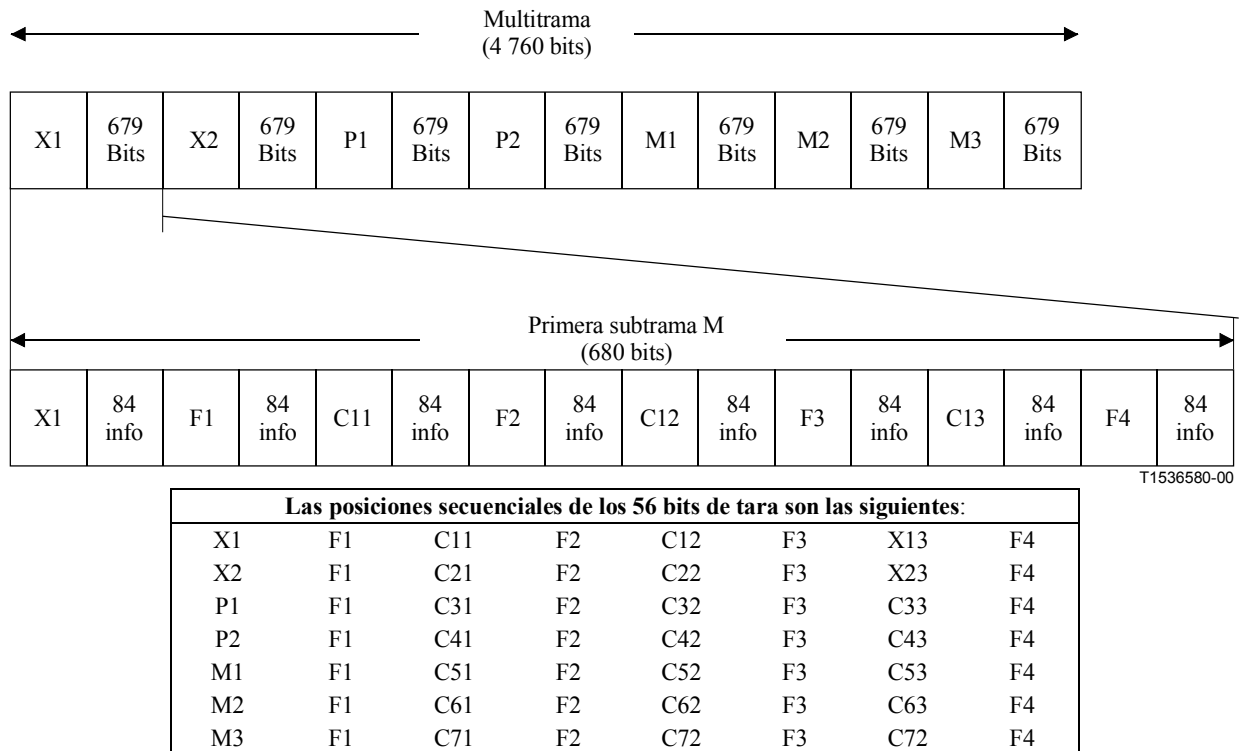 Multitrama
(4 760 bits)
X1 679 Bits X2 679 Bits P1 679 Bits P2 679 Bits M1 679 Bits M2 679 Bits M3 679 Bits
Primera subtrama M
(680 bits)
X1 84 info F1 84 info C11 84 info F2 84 info C12 84 info F3 84 info C13 84 info F4 84 info
T1536580-00
Las posiciones secuenciales de los 56 bits de tara son las siguientes:
X1 F1 C11 F2 C12 F3 X13 F4
X2 F1 C21 F2 C22 F3 X23 F4
P1 F1 C31 F2 C32 F3 C33 F4
P2 F1 C41 F2 C42 F3 C43 F4
M1 F1 C51 F2 C52 F3 C53 F4
M2 F1 C61 F2 C62 F3 C63 F4
M3 F1 C71 F2 C72 F3 C72 F4